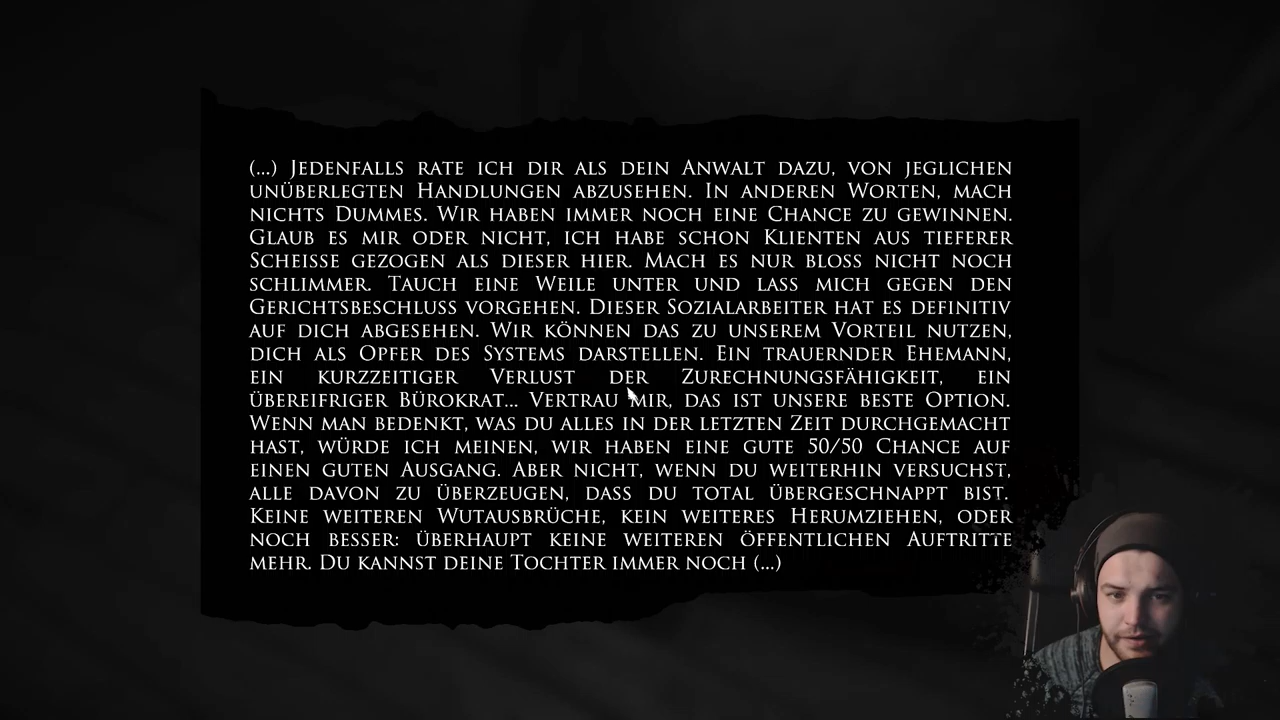 (...) Jedenfalls rate ich dir als dein Anwalt dazu, von jeglichen
unüberlegten Handlungen abzusehen. In anderen Worten, mach
nichts Dummes. Wir haben immer noch eine Chance zu gewinnen.
Glaub es mir oder nicht, ich habe schon Klienten aus tieferer
Scheisse gezogen als dieser hier. Mach es nur bloss nicht noch
schlimmer. Tauch eine Weile unter und lass mich gegen den
Gerichtsbeschluss vorgehen. Dieser Sozialarbeiter hat es definitiv
auf dich abgesehen. Wir können das zu unserem Vorteil nutzen,
dich als Opfer des Systems darstellen. Ein trauernder Ehemann,
ein kurzzeitiger Verlust der Zurechnungsfähigkeit, ein
übereifriger Bürokrat... Vertrau mir, das ist unsere beste Option.
Wenn man bedenkt, was du alles in der letzten Zeit durchgemacht
hast, würde ich meinen, wir haben eine gute 50/50 Chance auf
einen guten Ausgang. Aber nicht, wenn du weiterhin versuchst,
alle davon zu überzeugen, dass du total übergeschnappt bist.
Keine weiteren Wutausbrüche, kein weiteres Herumziehen, oder
noch besser: überhaupt keine weiteren öffentlichen Auftritte
mehr. Du kannst deine Tochter immer noch (...)